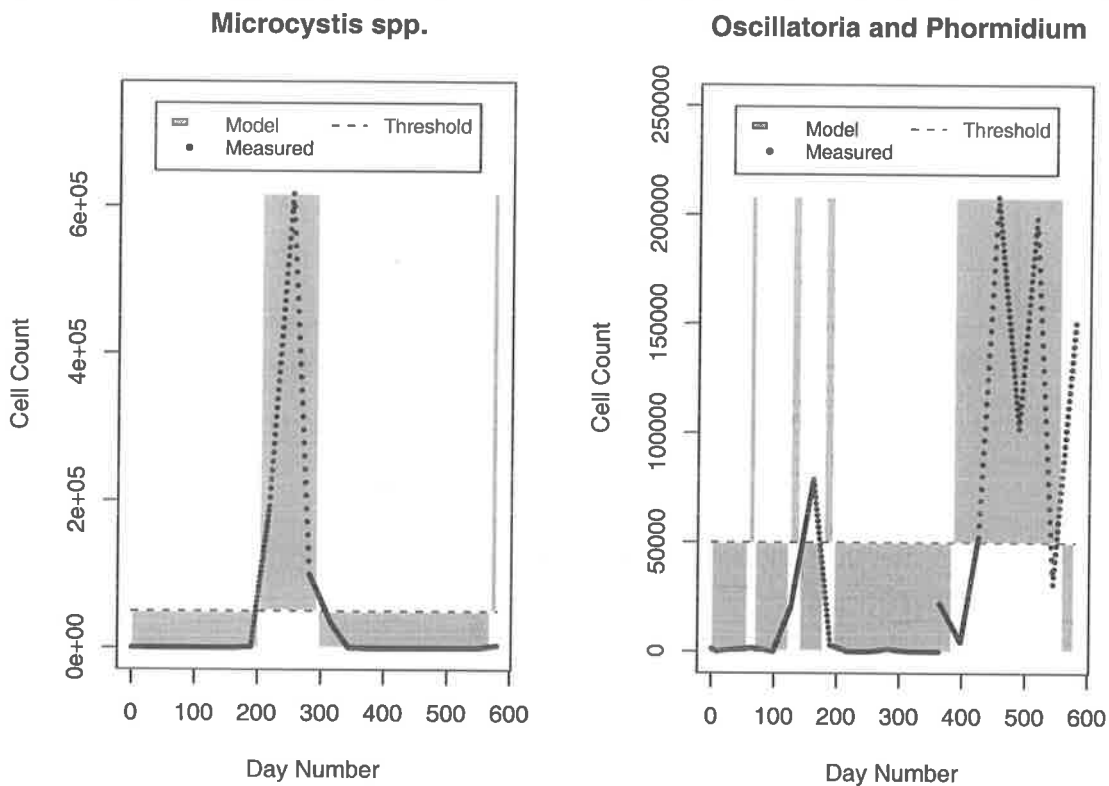 Microcystis spp.
Model
Threshold
Measured
Cell Count
0e+00
2e+05
4e+05
6e+05
0 100 200 300 400 500 600
Day Number
Oscillatoria and Phormidium
Model
Threshold
Measured
Cell Count
0
50000
100000
150000
200000
250000
0 100 200 300 400 500 600
Day Number